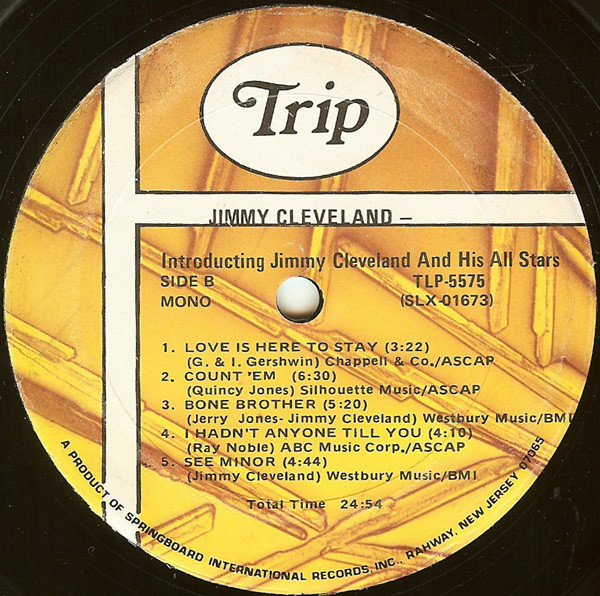 Trip
JIMMY CLEVELAND –
Introducting Jimmy Cleveland And His All Stars
SIDE B TLP-5575
MONO (SLX-01673)
1. LOVE IS HERE TO STAY (3:22)
(G. & I. Gershwin) Chappell & Co./ASCAP
2. COUNT 'EM (6:30)
(Quincy Jones) Silhouette Music/ASCAP
3. BONE BROTHER (5:20)
(Jerry Jones- Jimmy Cleveland) Westbury Music/BMI
4. I HADN'T ANYONE TILL YOU (4:10)
(Ray Noble) ABC Music Corp./ASCAP
5. SEE MINOR (4:44)
(Jimmy Cleveland) Westbury Music/BMI
Total Time 24:54
A PRODUCT OF SPRINGBOARD INTERNATIONAL RECORDS, INC., RAHWAY, NEW JERSEY 07065